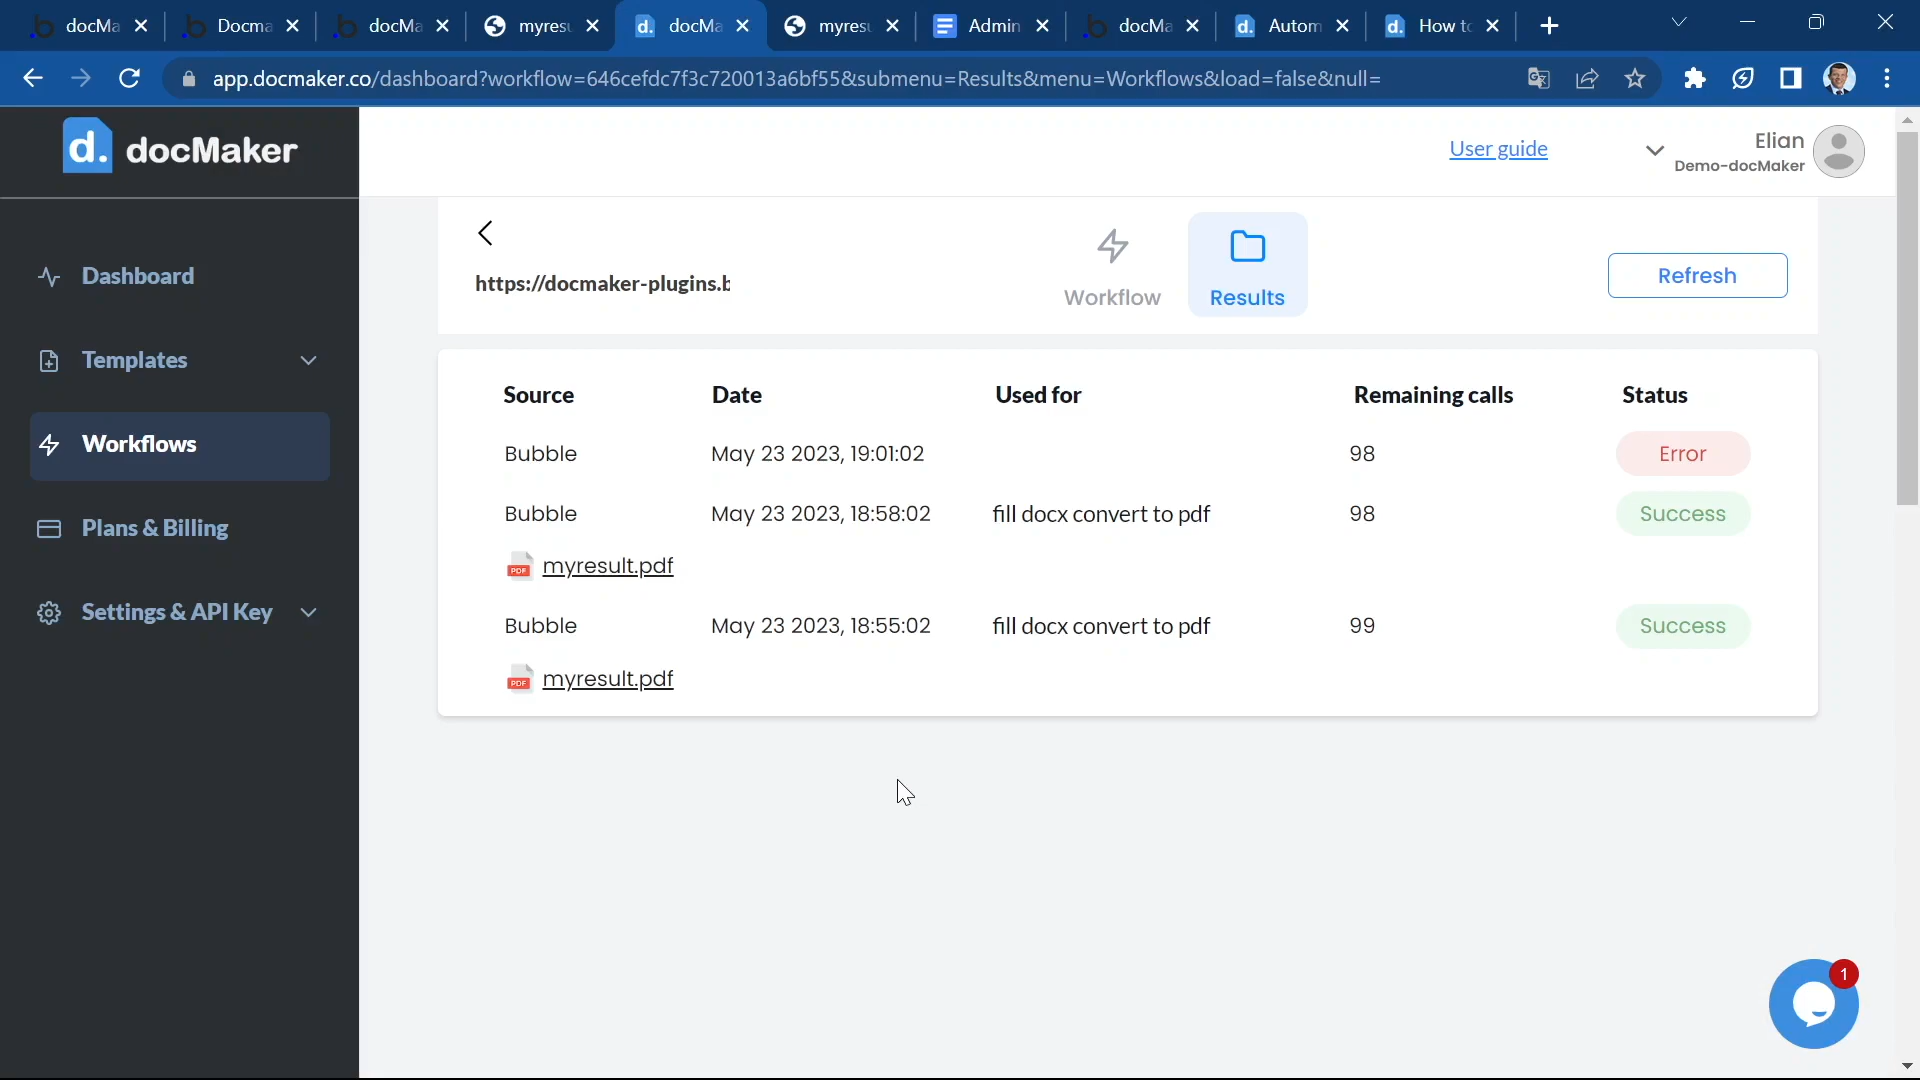 docMa
Docma
docMa
myresu
docMa
myresu
Admin
docMa
Autom
How to
app.docmaker.co/dashboard?workflow=646cefdc7f3c720013a6bf55&submenu=Results&menu=Workflows&load=false&null=
d. docMaker
User guide
Elian
Demo-docMaker
Dashboard
Templates
Workflows
Plans & Billing
Settings & API Key
https://docmaker-plugins.b
Workflow
Results
Refresh
Source Date Used for Remaining calls Status
Bubble May 23 2023, 19:01:02 98 Error
Bubble May 23 2023, 18:58:02 fill docx convert to pdf 98 Success
PDF myresult.pdf
Bubble May 23 2023, 18:55:02 fill docx convert to pdf 99 Success
PDF myresult.pdf
1